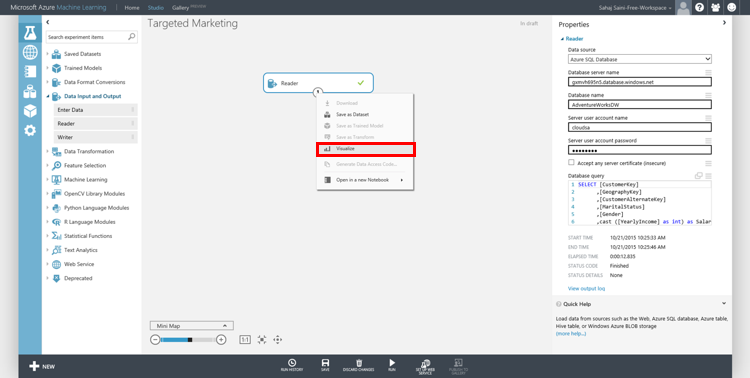 Microsoft Azure Machine Learning
Home
Studio
Gallery
Sahaj Saini-Free-Workspace
Search experiment items
Saved Datasets
Trained Models
Data Format Conversions
Data Input and Output
Enter Data
Reader
Writer
Data Transformation
Feature Selection
Machine Learning
OpenCV Library Modules
Python Language Modules
R Language Modules
Statistical Functions
Text Analytics
Web Service
Deprecated
Targeted Marketing
In draft
Reader
1
Download
Save as Dataset
Save as Trained Model
Save as Transform
Visualize
Generate Data Access Code...
Open in a new Notebook
Mini Map
1:1
Properties
Reader
Data source
Azure SQL Database
Database server name
gxmvh695n5.database.windows.net
Database name
AdventureWorksDW
Server user account name
cloudsa
Server user account password
Accept any server certificate (insecure)
Database query
1 SELECT [CustomerKey]
2 ,[GeographyKey]
3 ,[CustomerAlternateKey]
4 ,[MaritalStatus]
5 ,[Gender]
6 ,cast ([YearlyIncome] as int) as Salar
START TIME 10/21/2015 10:25:33 AM
END TIME 10/21/2015 10:25:46 AM
ELAPSED TIME 0:00:12.835
STATUS CODE Finished
STATUS DETAILS None
View output log
Quick Help
Load data from sources such as the Web, Azure SQL database, Azure table,
Hive table, or Windows Azure BLOB storage
(more help...)
NEW
RUN HISTORY
SAVE
DISCARD CHANGES
RUN
SET UP WEB
SERVICE
PUBLISH TO
GALLERY